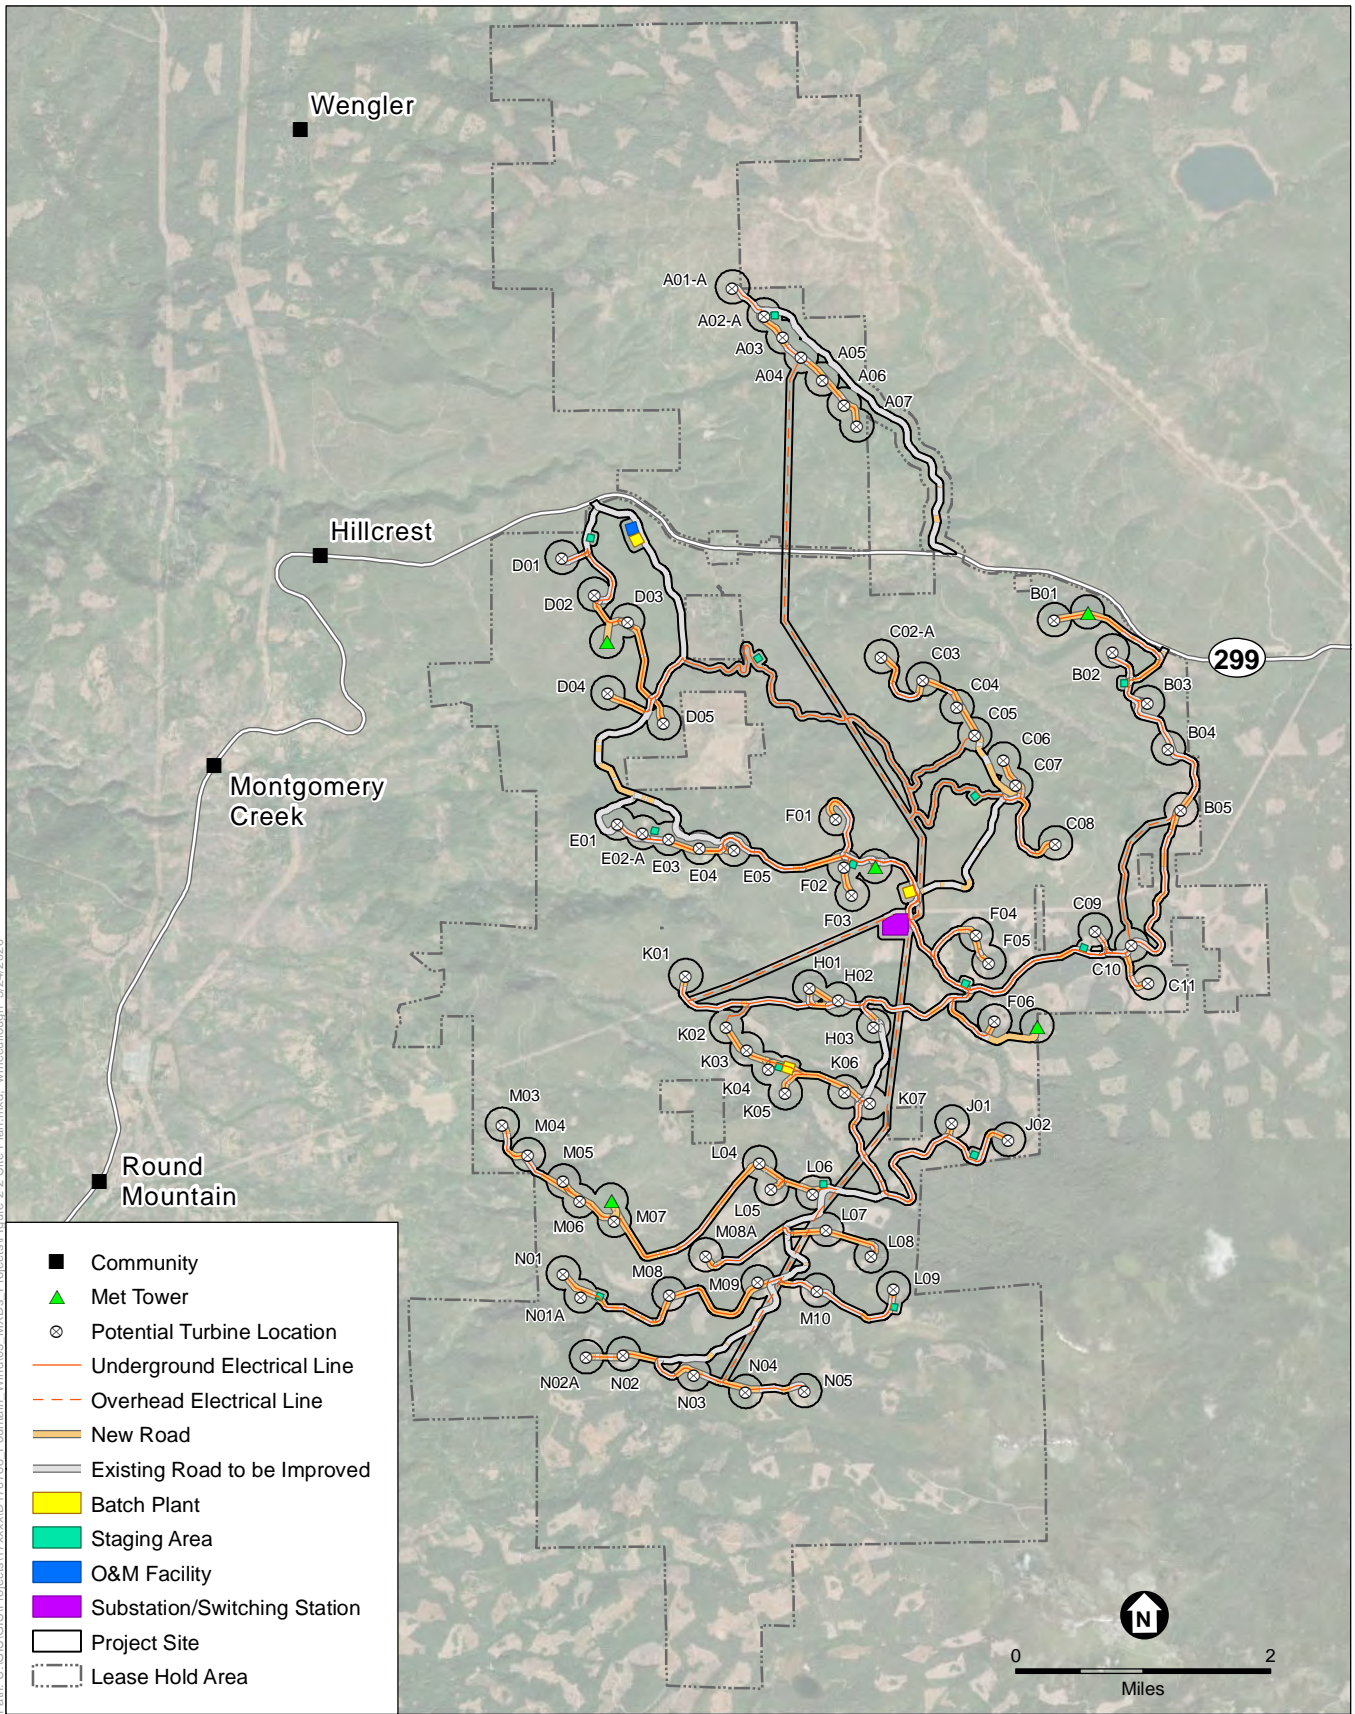 Wengler
A01-A
A02-A
A03
A05
A04
A06
A07
Hillcrest
D01
D02
D03
B01
C02-A
C03
B02
299
D04
C04
B03
D05
C05
B04
C06
C07
Montgomery
Creek
B05
F01
E01
E02-A
E03
E04
E05
F02
C08
F03
F04
C09
F05
K01
H01
H02
C10
C11
F06
K02
H03
K03
K06
K04
K05
K07
M03
M04
J01
J02
M05
L04
L06
Round
Mountain
L05
M06
M07
L07
M08A
L08
N01
M08
M09
L09
N01A
M10
N04
N02A
N02
N03
N05
Community
Met Tower
Potential Turbine Location
Underground Electrical Line
Overhead Electrical Line
New Road
Existing Road to be Improved
Batch Plant
Staging Area
O&M Facility
Substation/Switching Station
Project Site
Lease Hold Area
N
0 2
Miles